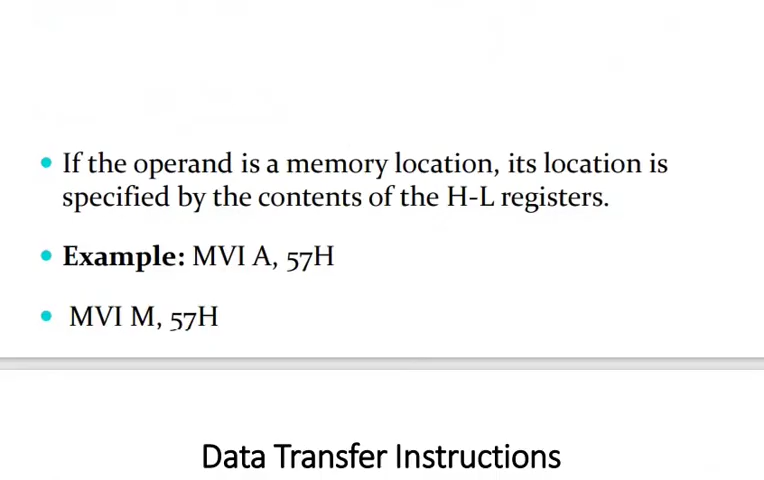 • If the operand is a memory location, its location is
specified by the contents of the H-L registers.
• Example: MVI A, 57H
• MVI M, 57H
Data Transfer Instructions